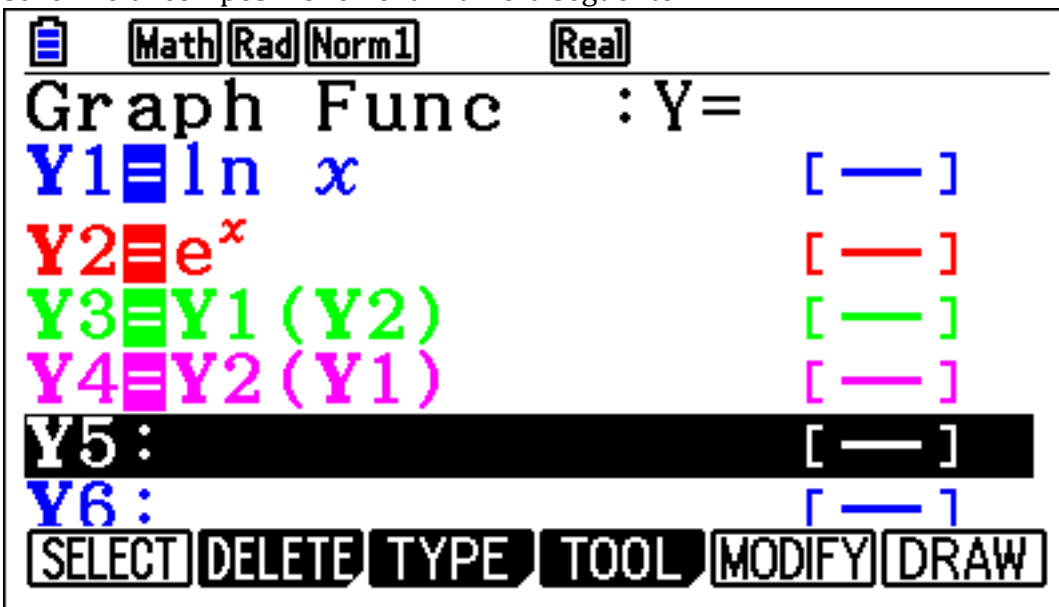 Math Rad Norm1 Real
Graph Func :Y=
Y1=ln x [—]
Y2=eˣ [—]
Y3=Y1(Y2) [—]
Y4=Y2(Y1) [—]
Y5: [—]
Y6: [—]
SELECT DELETE TYPE TOOL MODIFY DRAW